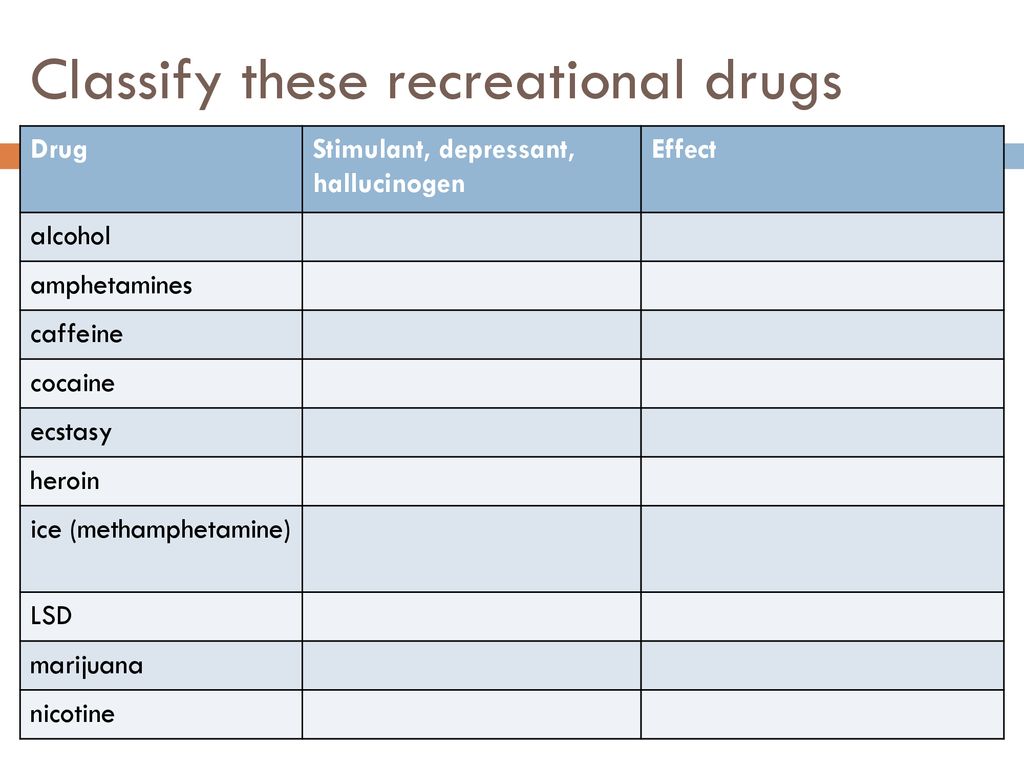 Classify these recreational drugs
Drug
Stimulant, depressant,
hallucinogen
Effect
alcohol
amphetamines
caffeine
cocaine
ecstasy
heroin
ice (methamphetamine)
LSD
marijuana
nicotine